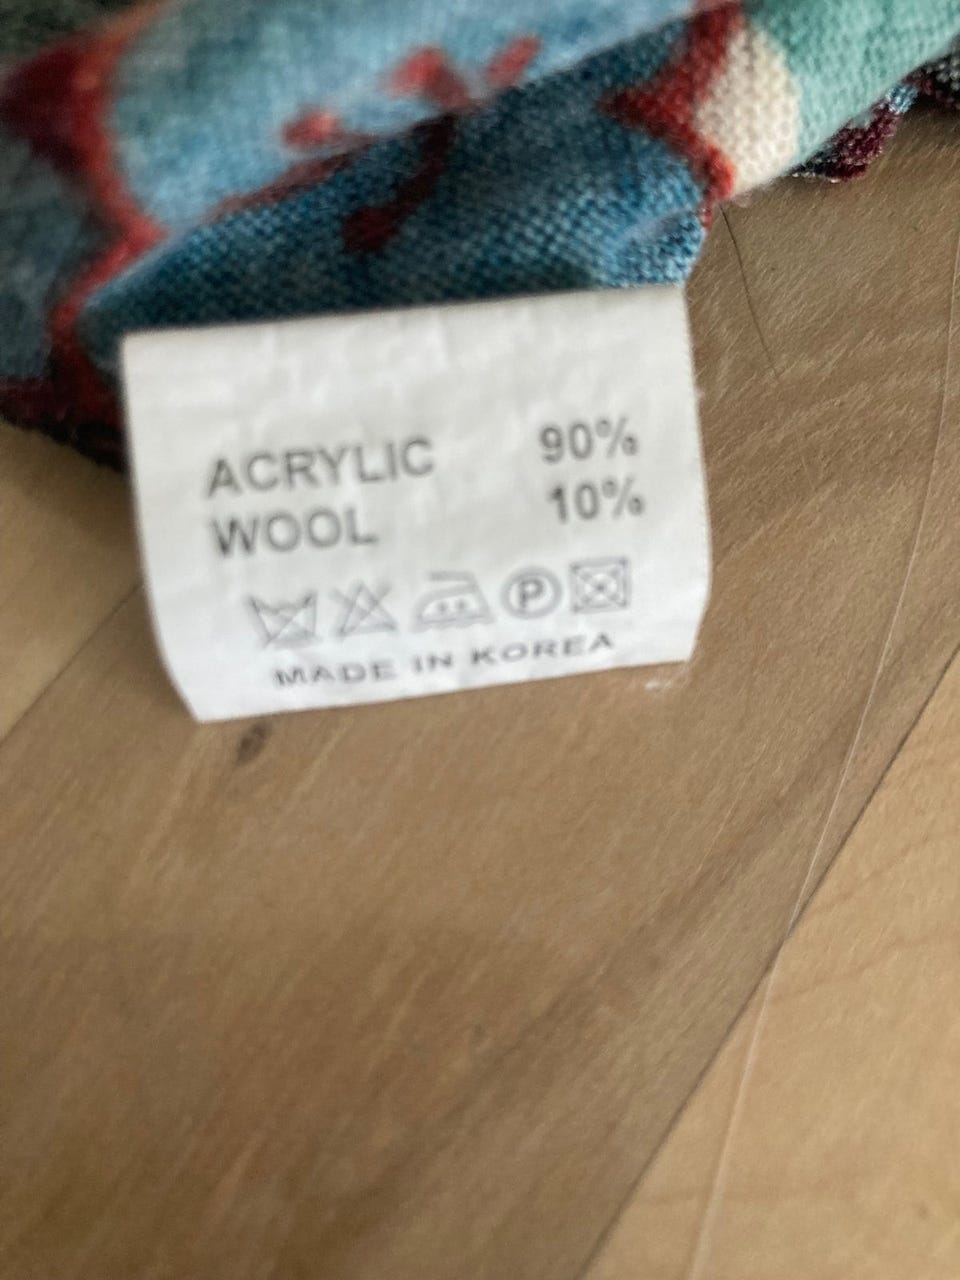 ACRYLIC 90%
WOOL 10%
P
MADE IN KOREA